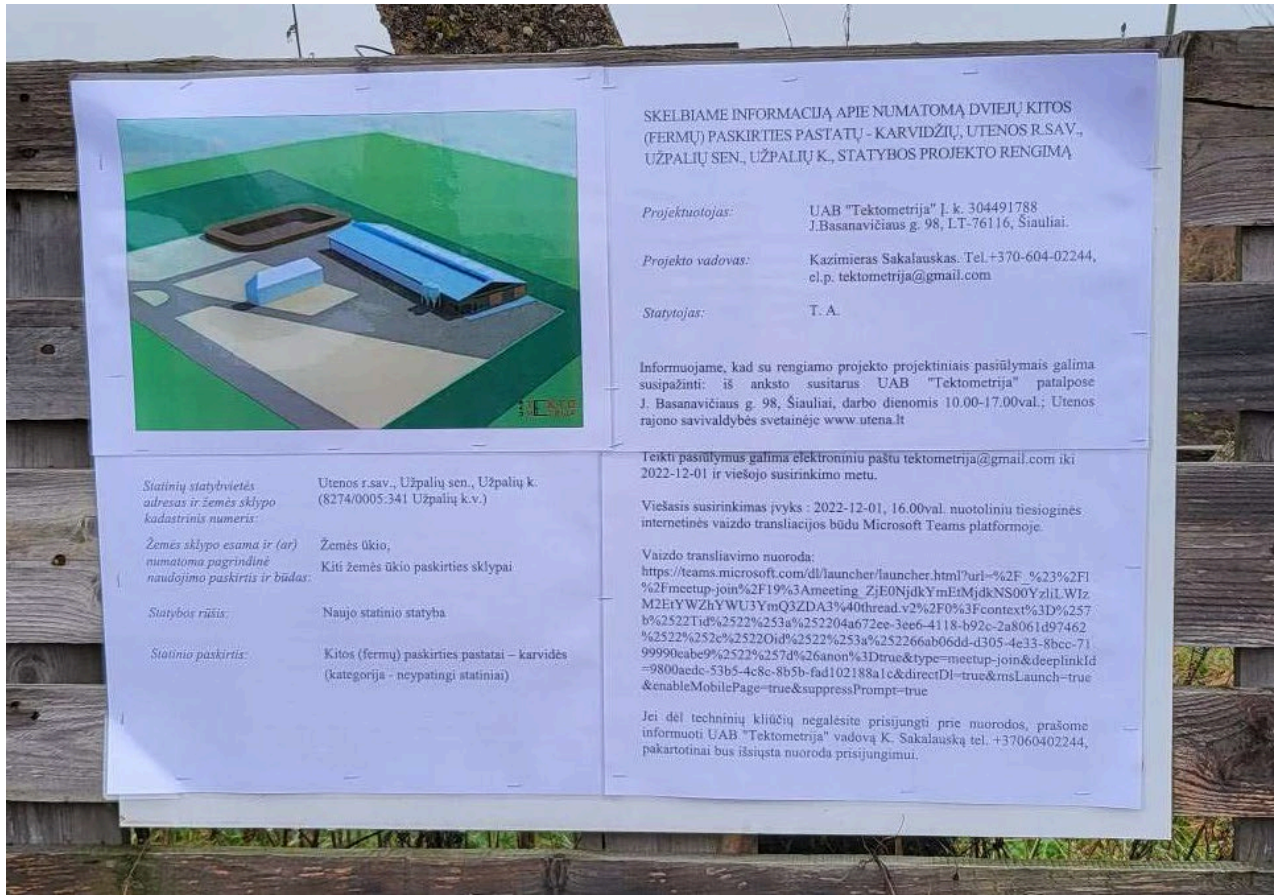 SKELBIAME INFORMACIJĄ APIE NUMATOMĄ DVIEJŲ KITOS
(FERMŲ) PASKIRTIES PASTATŲ - KARVIDŽIŲ, UTENOS R.SAV.,
UŽPALIŲ SEN., UŽPALIŲ K., STATYBOS PROJEKTO RENGIMĄ
Projektuotojas: UAB "Tektometrija" Į. k. 304491788
J.Basanavičiaus g. 98, LT-76116, Šiauliai.
Projekto vadovas: Kazimieras Sakalauskas. Tel.+370-604-02244,
el.p. tektometrija@gmail.com
Statytojas: T. A.
Informuojame, kad su rengiamo projekto projektiniais pasiūlymais galima
susipažinti: iš anksto susitarus UAB "Tektometrija" patalpose
J. Basanavičiaus g. 98, Šiauliai, darbo dienomis 10.00-17.00val.; Utenos
rajono savivaldybės svetainėje www.utena.lt
Statinių statybvietės
adresas ir žemės sklypo
kadastrinis numeris:
Utenos r.sav., Užpalių sen., Užpalių k.
(8274/0005:341 Užpalių k.v.)
Žemės sklypo esama ir (ar)
numatoma pagrindinė
naudojimo paskirtis ir būdas:
Žemės ūkio,
Kiti žemės ūkio paskirties sklypai
Statybos rūšis: Naujo statinio statyba
Statinio paskirtis: Kitos (fermų) paskirties pastatai – karvidės
(kategorija - neypatingi statiniai)
Teikti pasiūlymus galima elektroniniu paštu tektometrija@gmail.com iki
2022-12-01 ir viešojo susirinkimo metu.
Viešasis susirinkimas įvyks : 2022-12-01, 16.00val. nuotoliniu tiesioginės
internetinės vaizdo transliacijos būdu Microsoft Teams platformoje.
Vaizdo transliavimo nuoroda:
https://teams.microsoft.com/dl/launcher/launcher.html?url=%2F_%23%2Fl
%2Fmeetup-join%2F19%3Ameeting_ZjE0NjdkYmEtMjdkNS00YzliLWIz
M2EtYWZhYWU3YmQ3ZDA3%40thread.v2%2F0%3Fcontext%3D%257
b%2522Tid%2522%253a%252204a672ee-3ee6-4118-b92c-2a8061d97462
%2522%252c%2522Oid%2522%253a%252266ab06dd-d305-4e33-8bcc-71
99990eabe9%2522%257d%26anon%3Dtrue&type=meetup-join&deeplinkId
=9800aedc-53b5-4c8c-8b5b-fad102188a1c&directDl=true&msLaunch=true
&enableMobilePage=true&suppressPrompt=true
Jei dėl techninių kliūčių negalėsite prisijungti prie nuorodos, prašome
informuoti UAB "Tektometrija" vadovą K. Sakalauską tel. +37060402244,
pakartotinai bus išsiųsta nuoroda prisijungimui.